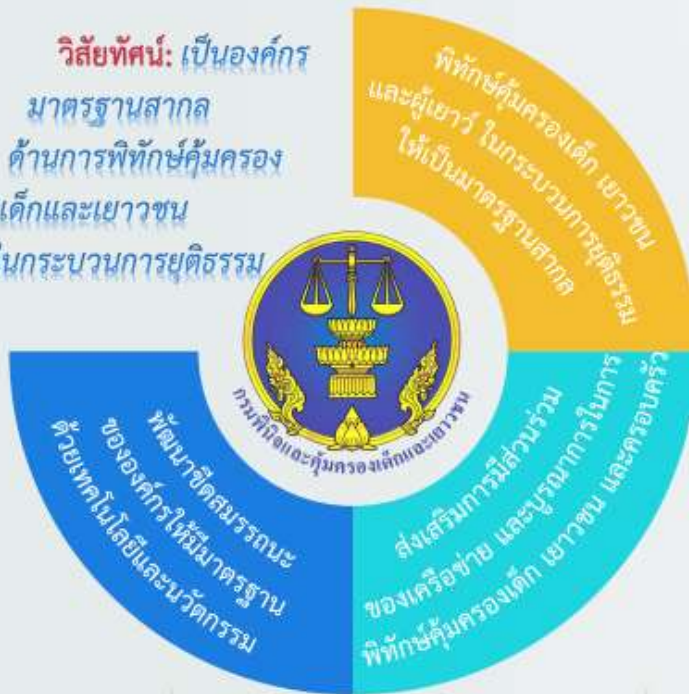 วิสัยทัศน์: เป็นองค์กร
มาตรฐานสากล
ด้านการพิทักษ์คุ้มครอง
เด็กและเยาวชน
ในกระบวนการยุติธรรม
พิทักษ์คุ้มครองเด็ก เยาวชน
และผู้เยาว์ ในกระบวนการยุติธรรม
ให้เป็นมาตรฐานสากล
ส่งเสริมการมีส่วนร่วม
ของเครือข่าย และบูรณาการในการ
พิทักษ์คุ้มครองเด็ก เยาวชน และครอบครัว
พัฒนาขีดสมรรถนะ
ขององค์กรให้มีมาตรฐาน
ด้วยเทคโนโลยีและนวัตกรรม
กรมพินิจและคุ้มครองเด็กและเยาวชน